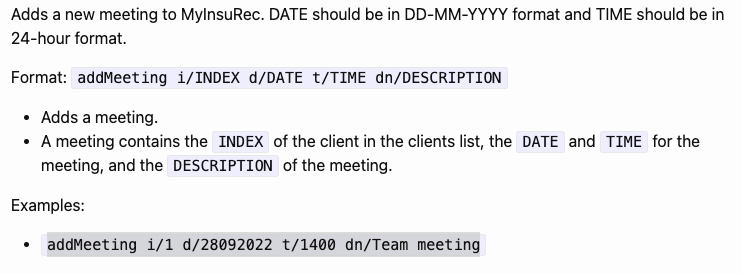 Adds a new meeting to MyInsuRec. DATE should be in DD-MM-YYYY format and TIME should be in
24-hour format.
Format: addMeeting i/INDEX d/DATE t/TIME dn/DESCRIPTION
• Adds a meeting.
• A meeting contains the INDEX of the client in the clients list, the DATE and TIME for the
meeting, and the DESCRIPTION of the meeting.
Examples:
• addMeeting i/1 d/28092022 t/1400 dn/Team meeting